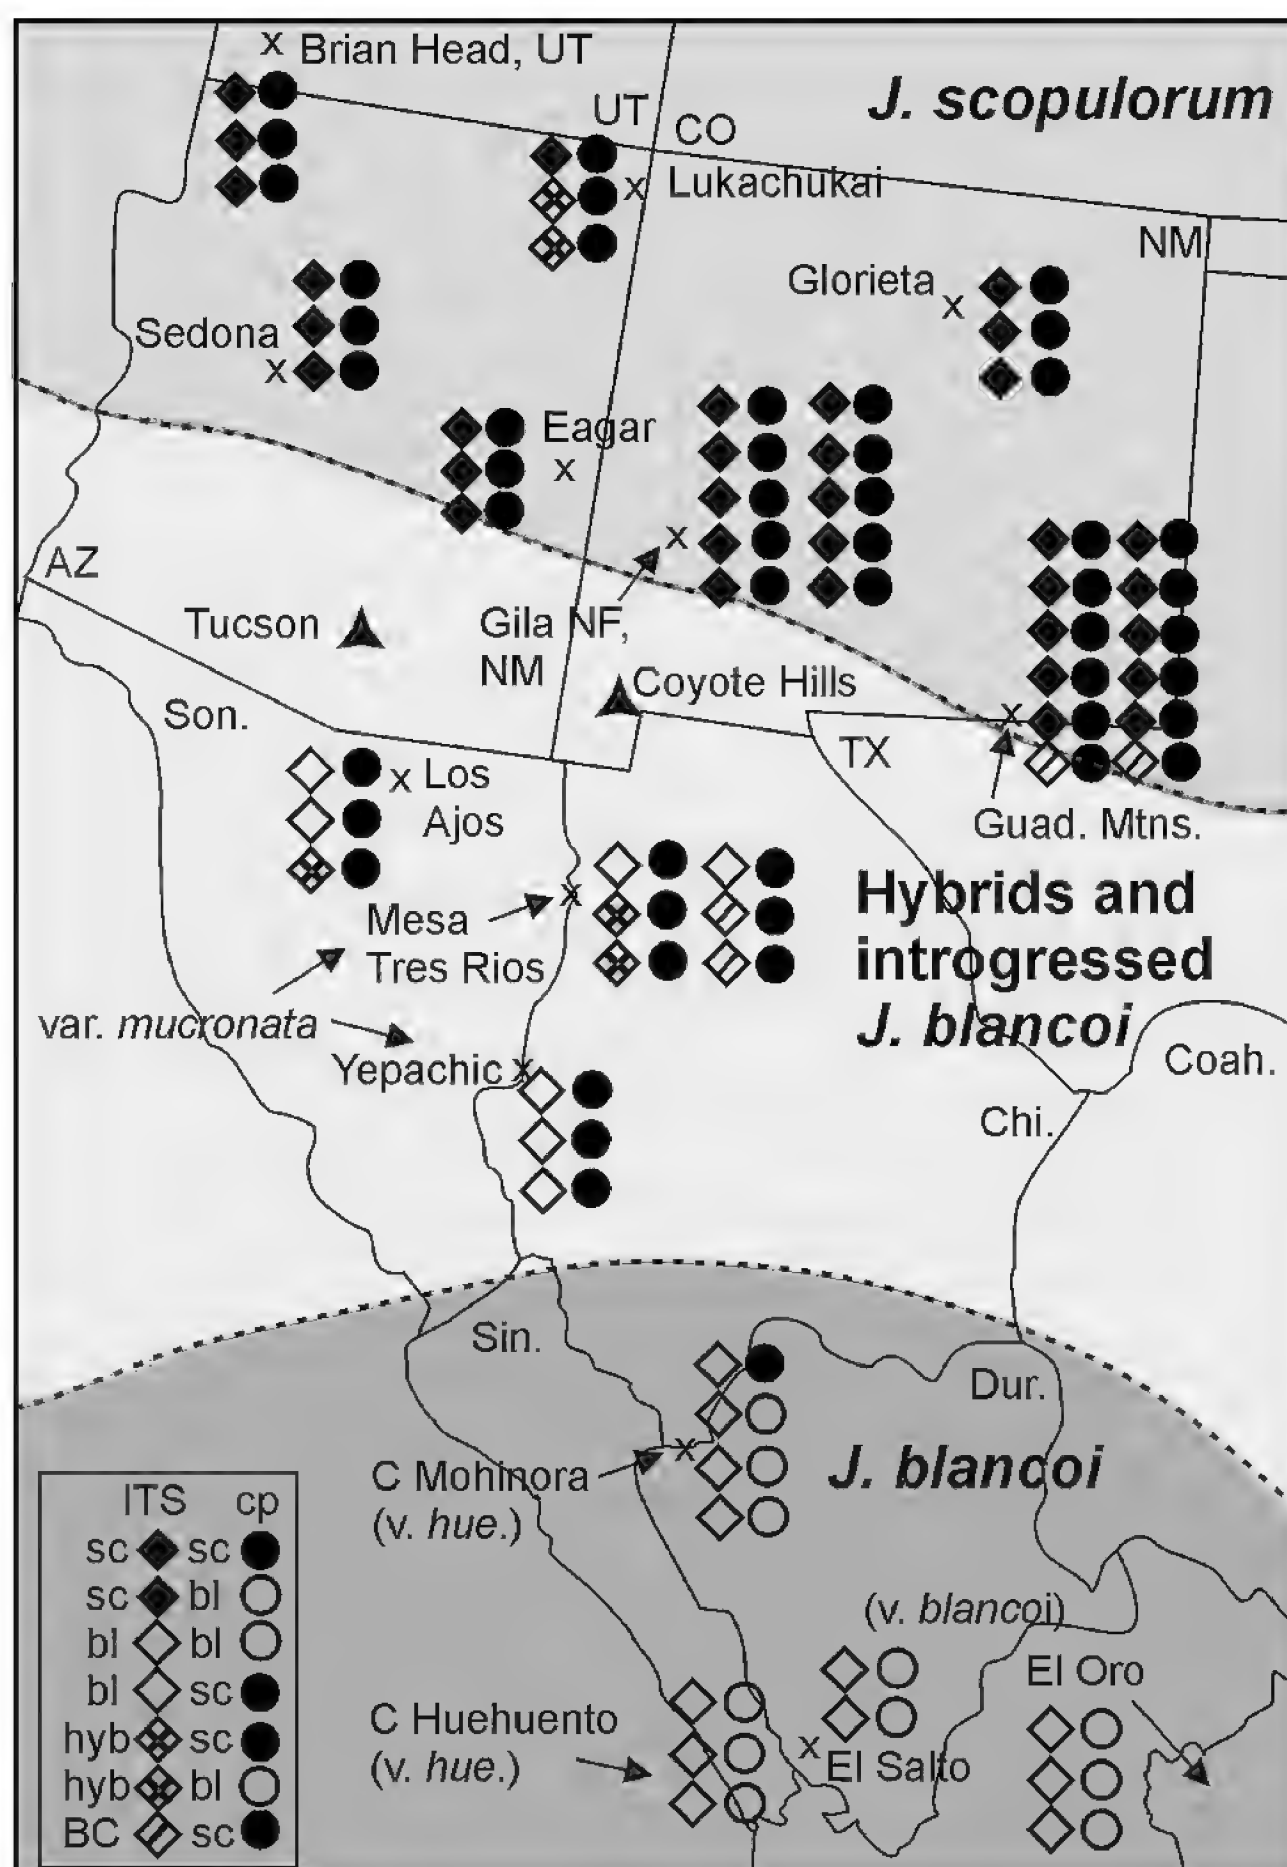 x Brian Head, UT
J. scopulorum
UT
CO
x Lukachukai
NM
Glorieta
x
Sedona
x
Eagar
x
x
AZ
Tucson
Gila NF,
NM
Coyote Hills
Son.
x
TX
x Los
Ajos
Guad. Mtns.
Hybrids and
introgressed
J. blancoi
x
Mesa
Tres Rios
var. mucronata
Yepachic x
Coah.
Chi.
Sin.
Dur.
C Mohinora x
(v. hue.)
J. blancoi
(v. blancoi)
El Oro
C Huehuento
(v. hue.)
x El Salto
ITS cp
sc sc
sc bl
bl bl
bl sc
hyb sc
hyb bl
BC sc